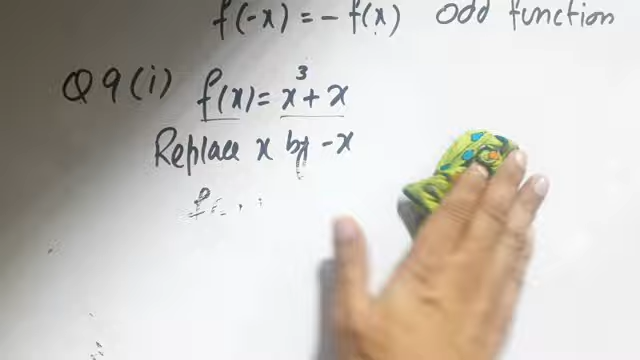 f(-x) = - f(x) Odd function
Q9(i) f(x) = x³ + x
Replace x by -x